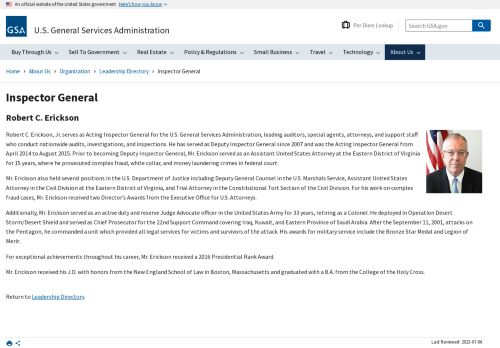 An official website of the United States government Here's how you know
GSA
U.S. General Services Administration
Per Diem Lookup
Search GSA.gov
Buy Through Us
Sell To Government
Real Estate
Policy & Regulations
Small Business
Travel
Technology
About Us
Home › About Us › Organization › Leadership Directory › Inspector General
Inspector General
Robert C. Erickson
Robert C. Erickson, Jr. serves as Acting Inspector General for the U.S. General Services Administration, leading auditors, special agents, attorneys, and support staff
who conduct nationwide audits, investigations, and inspections. He has served as Deputy Inspector General since 2007 and was the Acting Inspector General from
April 2014 to August 2015. Prior to becoming Deputy Inspector General, Mr. Erickson served as an Assistant United States Attorney at the Eastern District of Virginia
for 15 years, where he prosecuted complex fraud, white collar, and money laundering crimes in federal court.
Mr. Erickson also held several positions in the U.S. Department of Justice including Deputy General Counsel in the U.S. Marshals Service, Assistant United States
Attorney in the Civil Division at the Eastern District of Virginia, and Trial Attorney in the Constitutional Tort Section of the Civil Division. For his work on complex
fraud cases, Mr. Erickson received two Director's Awards from the Executive Office for U.S. Attorneys.
Additionally, Mr. Erickson served as an active duty and reserve Judge Advocate officer in the United States Army for 33 years, retiring as a Colonel. He deployed in Operation Desert
Storm/Desert Shield and served as Chief Prosecutor for the 22nd Support Command covering Iraq, Kuwait, and Eastern Province of Saudi Arabia. After the September 11, 2001, attacks on
the Pentagon, he commanded a unit which provided all legal services for victims and survivors of the attack. His awards for military service include the Bronze Star Medal and Legion of
Merit.
For exceptional achievements throughout his career, Mr. Erickson received a 2016 Presidential Rank Award.
Mr. Erickson received his J.D. with honors from the New England School of Law in Boston, Massachusetts and graduated with a B.A. from the College of the Holy Cross.
Return to Leadership Directory.
Last Reviewed: 2023-07-06